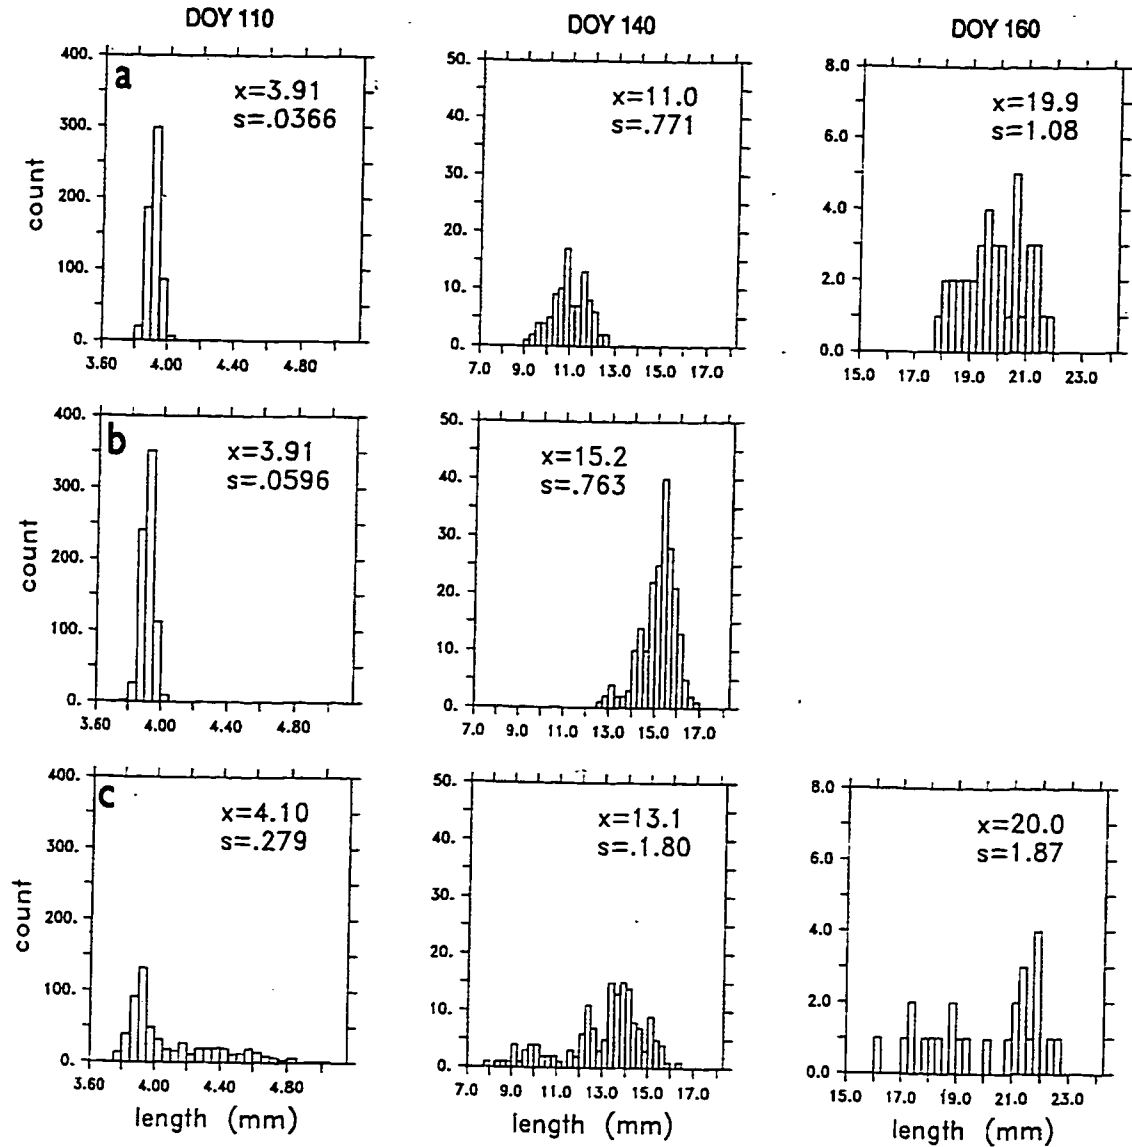 DOY 110
DOY 140
DOY 160
a
x=3.91
s=.0366
400.
300.
200.
100.
0.
count
3.60 4.00 4.40 4.80
x=11.0
s=.771
50.
40.
30.
20.
10.
0.
7.0 9.0 11.0 13.0 15.0 17.0
x=19.9
s=1.08
8.0
6.0
4.0
2.0
0.0
15.0 17.0 19.0 21.0 23.0
b
x=3.91
s=.0596
400.
300.
200.
100.
0.
count
3.60 4.00 4.40 4.80
x=15.2
s=.763
50.
40.
30.
20.
10.
0.
7.0 9.0 11.0 13.0 15.0 17.0
c
x=4.10
s=.279
400.
300.
200.
100.
0.
count
3.60 4.00 4.40 4.80
length (mm)
x=13.1
s=.1.80
50.
40.
30.
20.
10.
0.
7.0 9.0 11.0 13.0 15.0 17.0
length (mm)
x=20.0
s=1.87
8.0
6.0
4.0
2.0
0.0
15.0 17.0 19.0 21.0 23.0
length (mm)